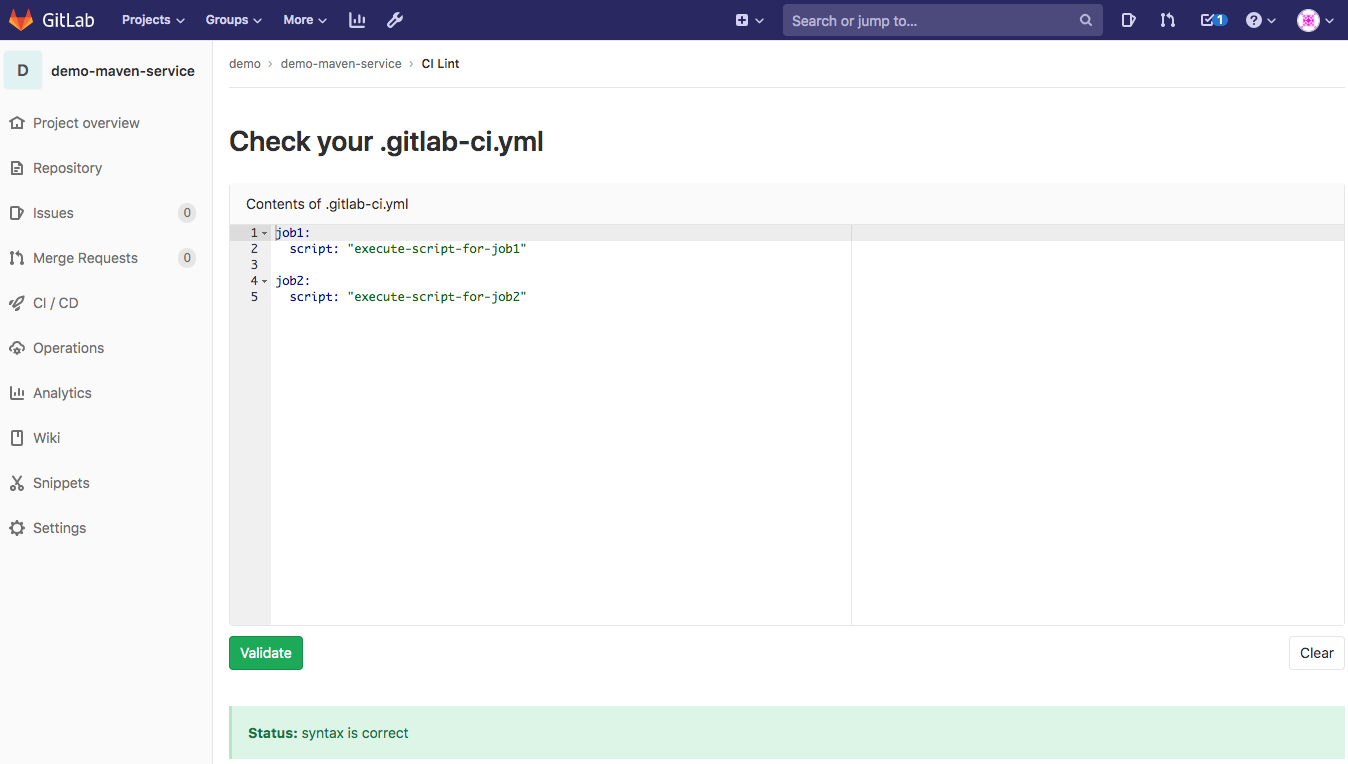 GitLab Projects Groups More Search or jump to... 1
D demo-maven-service
demo › demo-maven-service › CI Lint
Project overview
Repository
Issues 0
Merge Requests 0
CI / CD
Operations
Analytics
Wiki
Snippets
Settings
Check your .gitlab-ci.yml
Contents of .gitlab-ci.yml
1 job1:
2 script: "execute-script-for-job1"
3
4 job2:
5 script: "execute-script-for-job2"
Validate Clear
Status: syntax is correct